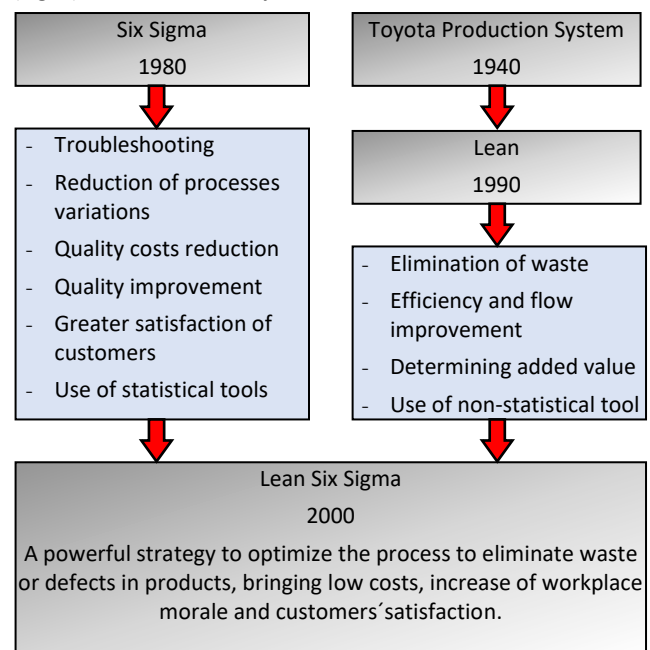 Six Sigma
1980
- Troubleshooting
- Reduction of processes
variations
- Quality costs reduction
- Quality improvement
- Greater satisfaction of
customers
- Use of statistical tools
Toyota Production System
1940
Lean
1990
- Elimination of waste
- Efficiency and flow
improvement
- Determining added value
- Use of non-statistical tool
Lean Six Sigma
2000
A powerful strategy to optimize the process to eliminate waste
or defects in products, bringing low costs, increase of workplace
morale and customers´satisfaction.